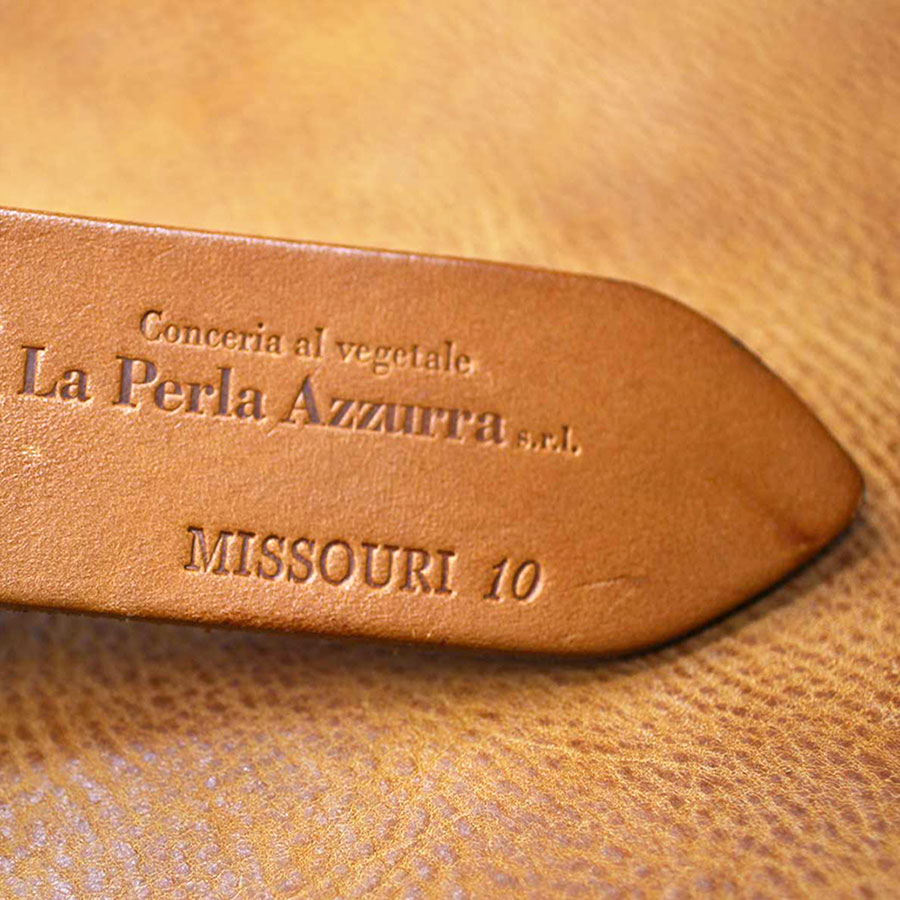 Conceria al vegetale
La Perla Azzurra s.r.l.
MISSOURI 10